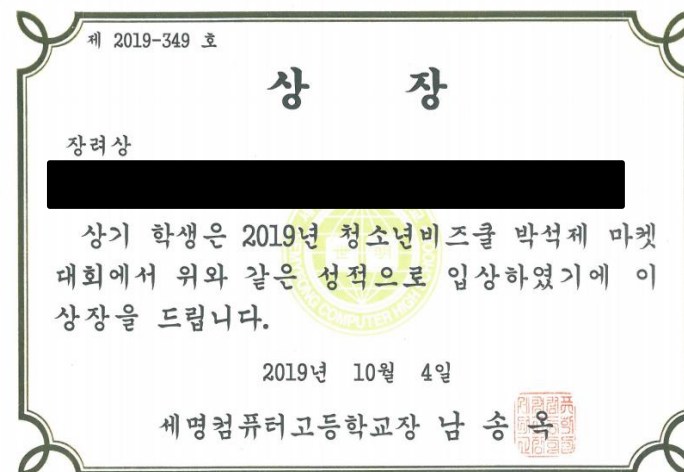 제 2019-349 호
상 장
장려상
상기 학생은 2019년 청소년비즈쿨 박석제 마켓
대회에서 위와 같은 성적으로 입상하였기에 이
상장을 드립니다.
COMPUTER HIGH SCHOOL
2019년 10월 4일
세명컴퓨터고등학교장 남 송 옥